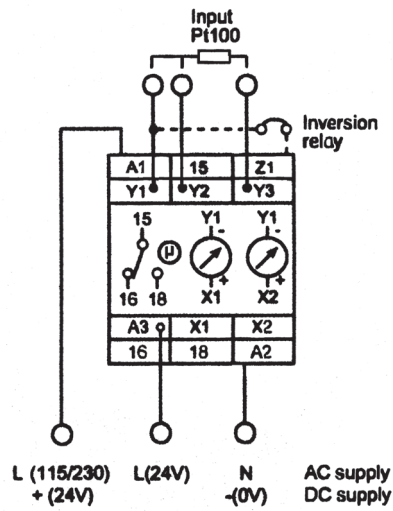 Input
Pt100
Inversion
relay
A1 15 Z1
Y1 Y2 Y3
15 Y1 Y1
- -
μ
+ +
16 18 X1 X2
A3 X1 X2
16 18 A2
L (115/230) L(24V) N AC supply
+ (24V) -(0V) DC supply